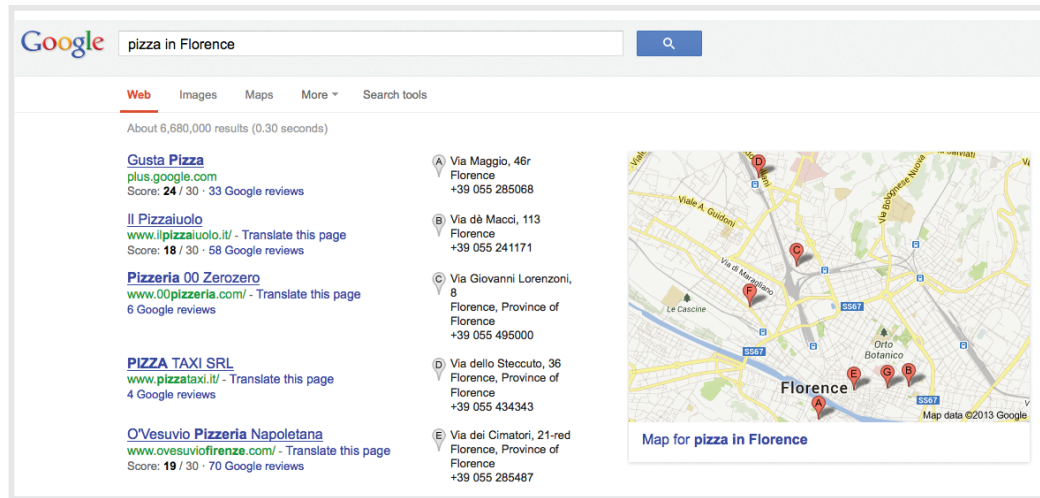 Google
pizza in Florence
Web Images Maps More Search tools
About 6,680,000 results (0.30 seconds)
Gusta Pizza
plus.google.com
Score: 24 / 30 · 33 Google reviews
A Via Maggio, 46r
Florence
+39 055 285068
Il Pizzaiuolo
www.ilpizzaiuolo.it/ - Translate this page
Score: 18 / 30 · 58 Google reviews
B Via dè Macci, 113
Florence
+39 055 241171
Pizzeria 00 Zerozero
www.00pizzeria.com/ - Translate this page
6 Google reviews
C Via Giovanni Lorenzoni,
8
Florence, Province of
Florence
+39 055 495000
PIZZA TAXI SRL
www.pizzataxi.it/ - Translate this page
4 Google reviews
D Via dello Steccuto, 36
Florence, Province of
Florence
+39 055 434343
O'Vesuvio Pizzeria Napoletana
www.ovesuviofirenze.com/ - Translate this page
Score: 19 / 30 · 70 Google reviews
E Via dei Cimatori, 21-red
Florence, Province of
Florence
+39 055 285487
D
Viale A. Guidoni
Via Bolognese Nuova
C
Via di Maragliano
F
Le Cascine
SS67
SS67
Orto
Botanico
E
G
B
Florence
A
SS67
Map data ©2013 Google
Map for pizza in Florence